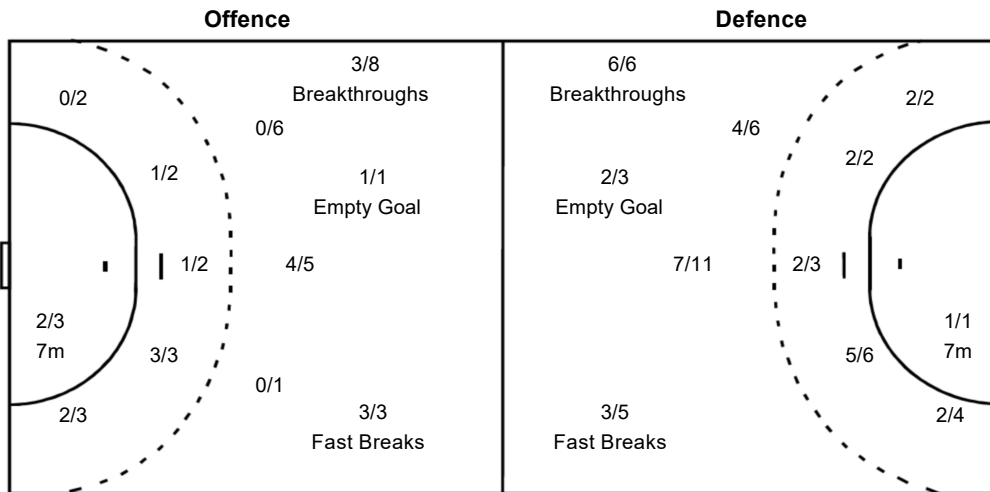 Offence
Defence
3/8
Breakthroughs
6/6
Breakthroughs
0/2
2/2
0/6
4/6
1/2
2/2
1/1
Empty Goal
2/3
Empty Goal
1/2
4/5
7/11
2/3
2/3
7m
1/1
7m
3/3
5/6
0/1
2/3
3/3
Fast Breaks
3/5
Fast Breaks
2/4